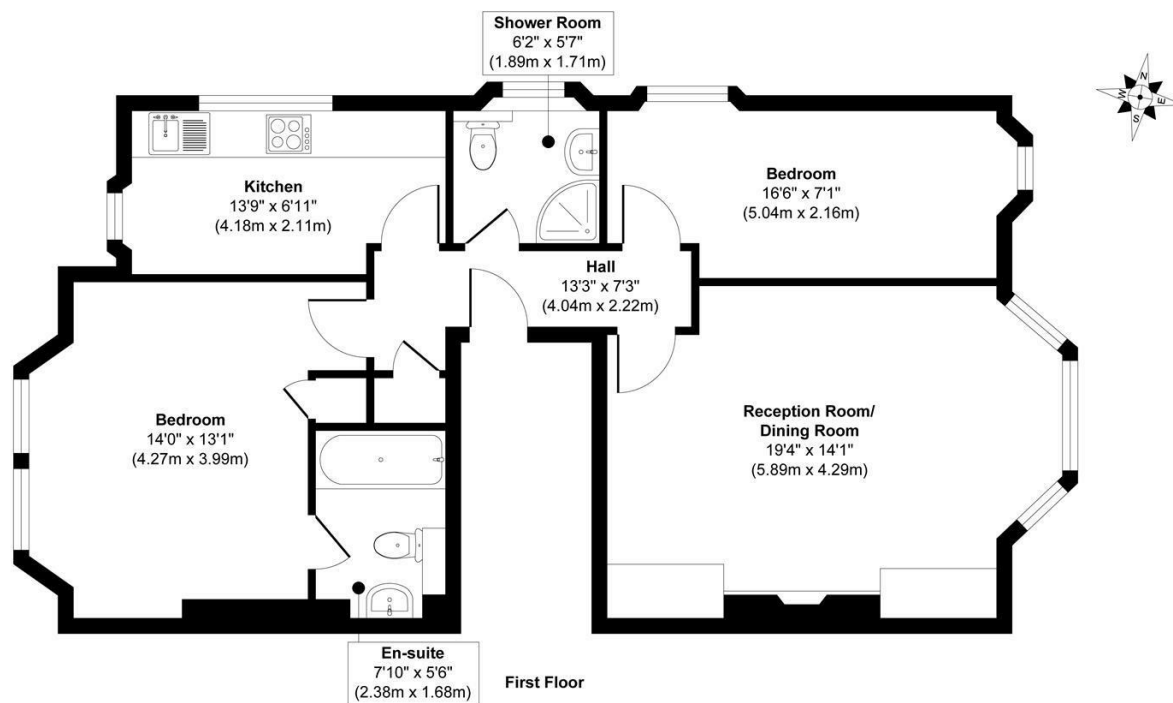 Shower Room
6'2" x 5'7"
(1.89m x 1.71m)
N
W
E
S
Kitchen
13'9" x 6'11"
(4.18m x 2.11m)
Bedroom
16'6" x 7'1"
(5.04m x 2.16m)
Hall
13'3" x 7'3"
(4.04m x 2.22m)
Bedroom
14'0" x 13'1"
(4.27m x 3.99m)
Reception Room/
Dining Room
19'4" x 14'1"
(5.89m x 4.29m)
En-suite
7'10" x 5'6"
(2.38m x 1.68m)
First Floor